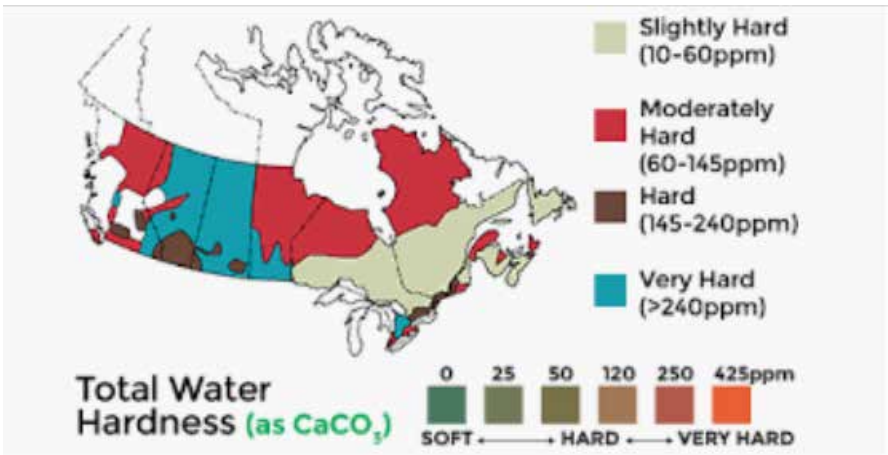 Slightly Hard
(10-60ppm)
Moderately
Hard
(60-145ppm)
Hard
(145-240ppm)
Very Hard
(>240ppm)
Total Water
Hardness (as CaCO₃)
0 25 50 120 250 425ppm
SOFT HARD VERY HARD